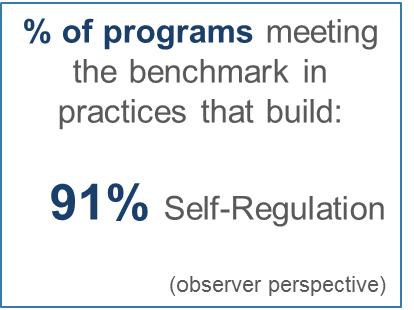 % of programs meeting
the benchmark in
practices that build:
91% Self-Regulation
(observer perspective)